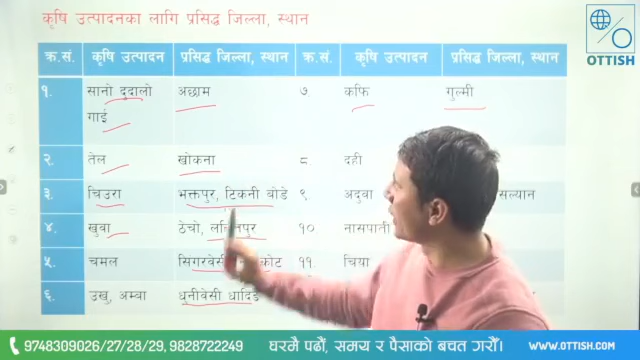 कृषि उत्पादनका लागि प्रसिद्ध जिल्ला, स्थान
OTTISH
क्र.सं. कृषि उत्पादन प्रसिद्ध जिल्ला, स्थान क्र.सं. कृषि उत्पादन प्रसिद्ध जिल्ला, स्थान
१. सानो दुदालो अछाम ७ कफि गुल्मी
गाई
२. तेल खोकना ८ दही
३. चिउरा भक्तपुर, टिकनी बोडे ९ अदुवा सल्यान
४. खुवा ठेचो, १० नासपाती
५. चमल ११ चिया
६. उखु, अम्वा धूनीवेसी धादिङ
9748309026/27/28/29, 9828722249 घरमै पढौं, समय र पैसाको बचत गरौँ। WWW.OTTISH.COM